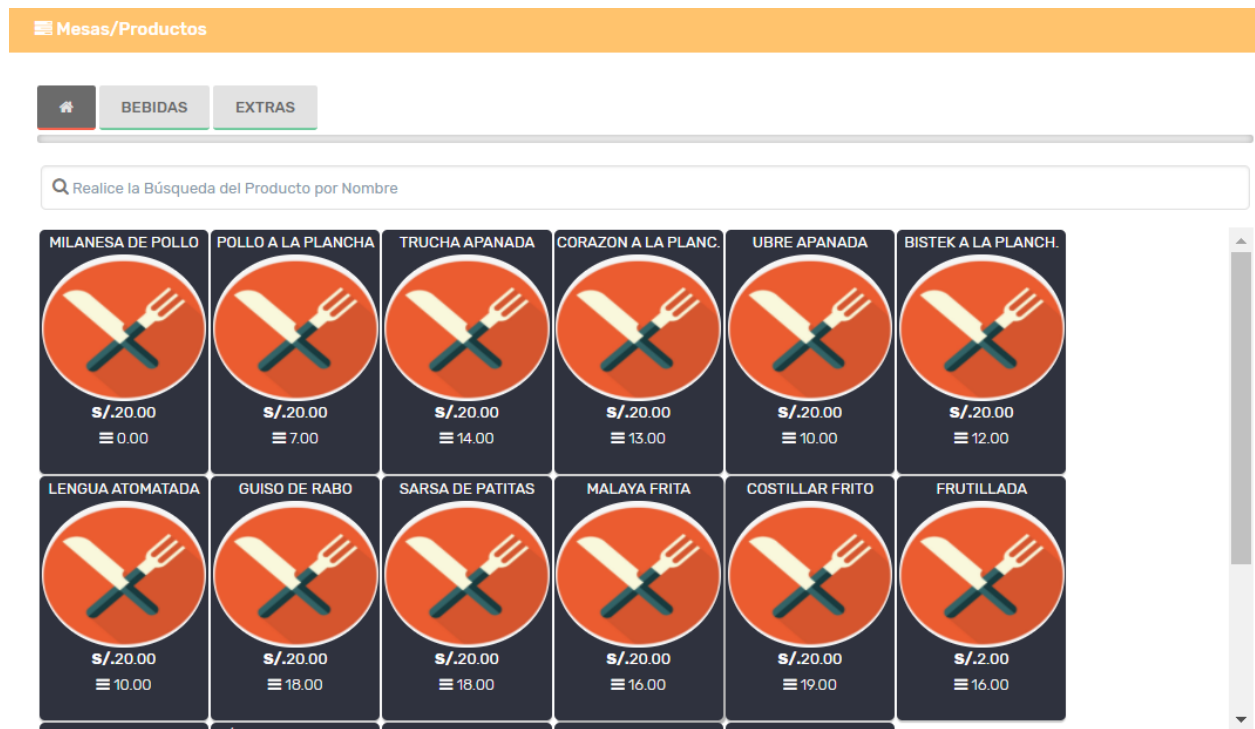 Mesas/Productos
BEBIDAS EXTRAS
Realice la Búsqueda del Producto por Nombre
MILANESA DE POLLO POLLO A LA PLANCHA TRUCHA APANADA CORAZON A LA PLANC. UBRE APANADA BISTEK A LA PLANCH.
S/.20.00 S/.20.00 S/.20.00 S/.20.00 S/.20.00 S/.20.00
0.00 7.00 14.00 13.00 10.00 12.00
LENGUA ATOMATADA GUISO DE RABO SARSA DE PATITAS MALAYA FRITA COSTILLAR FRITO FRUTILLADA
S/.20.00 S/.20.00 S/.20.00 S/.20.00 S/.20.00 S/.2.00
10.00 18.00 18.00 16.00 19.00 16.00